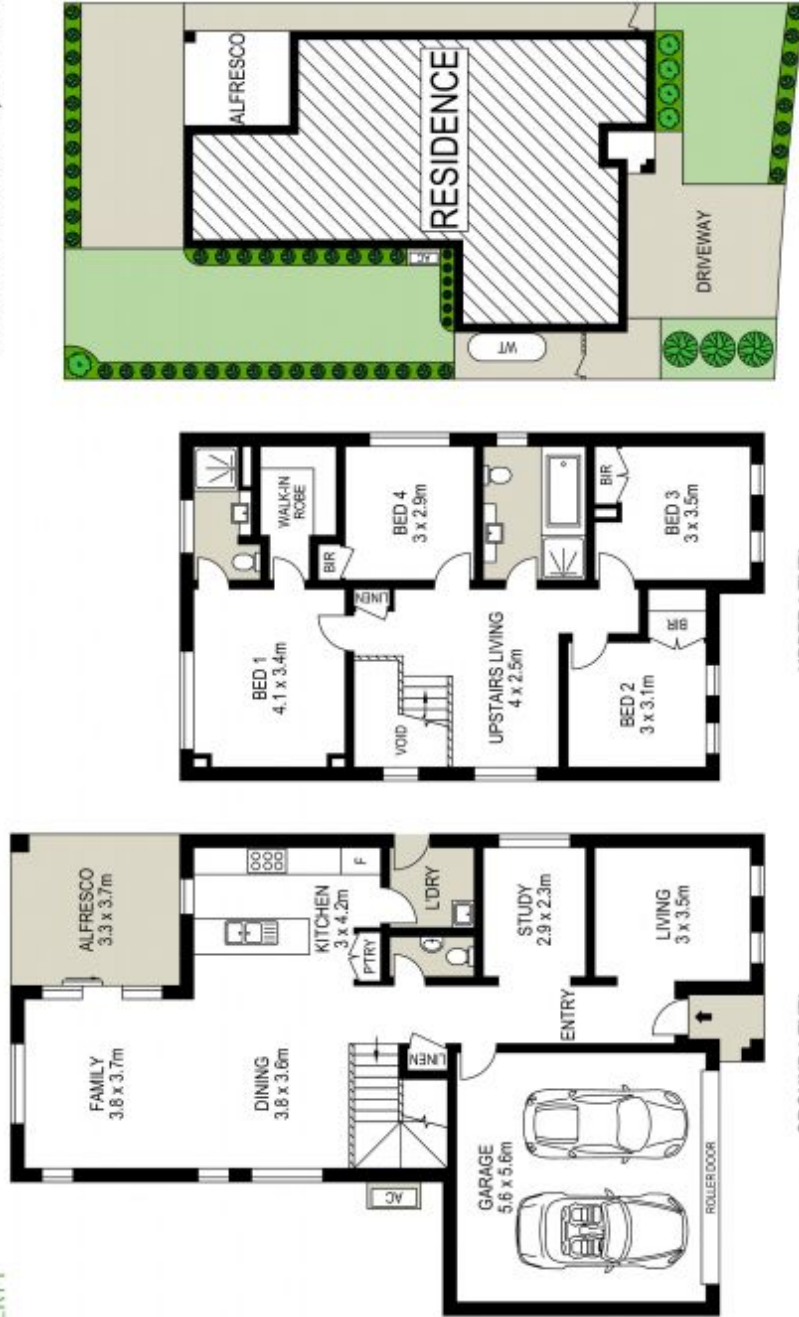 ALFRESCO
RESIDENCE
AC
WT
DRIVEWAY
BED 1
4.1 x 3.4m
WALK-IN
ROBE
BIR
BED 4
3 x 2.9m
LINEN
VOID
UPSTAIRS LIVING
4 x 2.5m
BIR
BED 3
3 x 3.5m
BIR
BED 2
3 x 3.1m
ALFRESCO
3.3 x 3.7m
FAMILY
3.8 x 3.7m
DINING
3.8 x 3.6m
KITCHEN
3 x 4.2m
F
PTRY
L'DRY
LINEN
AC
STUDY
2.9 x 2.3m
ENTRY
LIVING
3 x 3.5m
GARAGE
5.6 x 5.6m
ROLLER DOOR